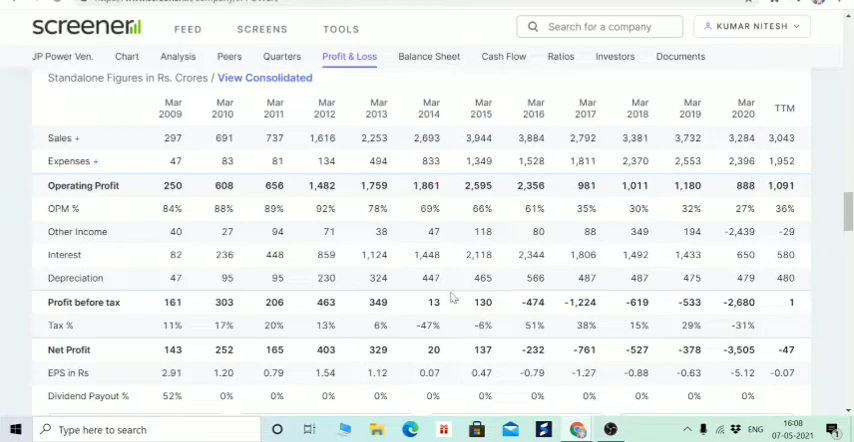 screener
FEED SCREENS TOOLS
Search for a company
KUMAR NITESH
JP Power Ven. Chart Analysis Peers Quarters Profit & Loss Balance Sheet Cash Flow Ratios Investors Documents
Standalone Figures in Rs. Crores / View Consolidated
Mar 2009 Mar 2010 Mar 2011 Mar 2012 Mar 2013 Mar 2014 Mar 2015 Mar 2016 Mar 2017 Mar 2018 Mar 2019 Mar 2020 TTM
Sales + 297 691 737 1,616 2,253 2,693 3,944 3,884 2,792 3,381 3,732 3,284 3,043
Expenses + 47 83 81 134 494 833 1,349 1,528 1,811 2,370 2,553 2,396 1,952
Operating Profit 250 608 656 1,482 1,759 1,861 2,595 2,356 981 1,011 1,180 888 1,091
OPM % 84% 88% 89% 92% 78% 69% 66% 61% 35% 30% 32% 27% 36%
Other Income 40 27 94 71 38 47 118 80 88 349 194 -2,439 -29
Interest 82 236 448 859 1,124 1,448 2,118 2,344 1,806 1,492 1,433 650 580
Depreciation 47 95 95 230 324 447 465 566 487 487 475 479 480
Profit before tax 161 303 206 463 349 13 130 -474 -1,224 -619 -533 -2,680 1
Tax % 11% 17% 20% 13% 6% -47% -6% 51% 38% 15% 29% -31%
Net Profit 143 252 165 403 329 20 137 -232 -761 -527 -378 -3,505 -47
EPS in Rs 2.91 1.20 0.79 1.54 1.12 0.07 0.47 -0.79 -1.27 -0.88 -0.63 -5.12 -0.07
Dividend Payout % 52% 0% 0% 0% 0% 0% 0% 0% 0% 0% 0% 0%
Type here to search
ENG
16:08
07-05-2021